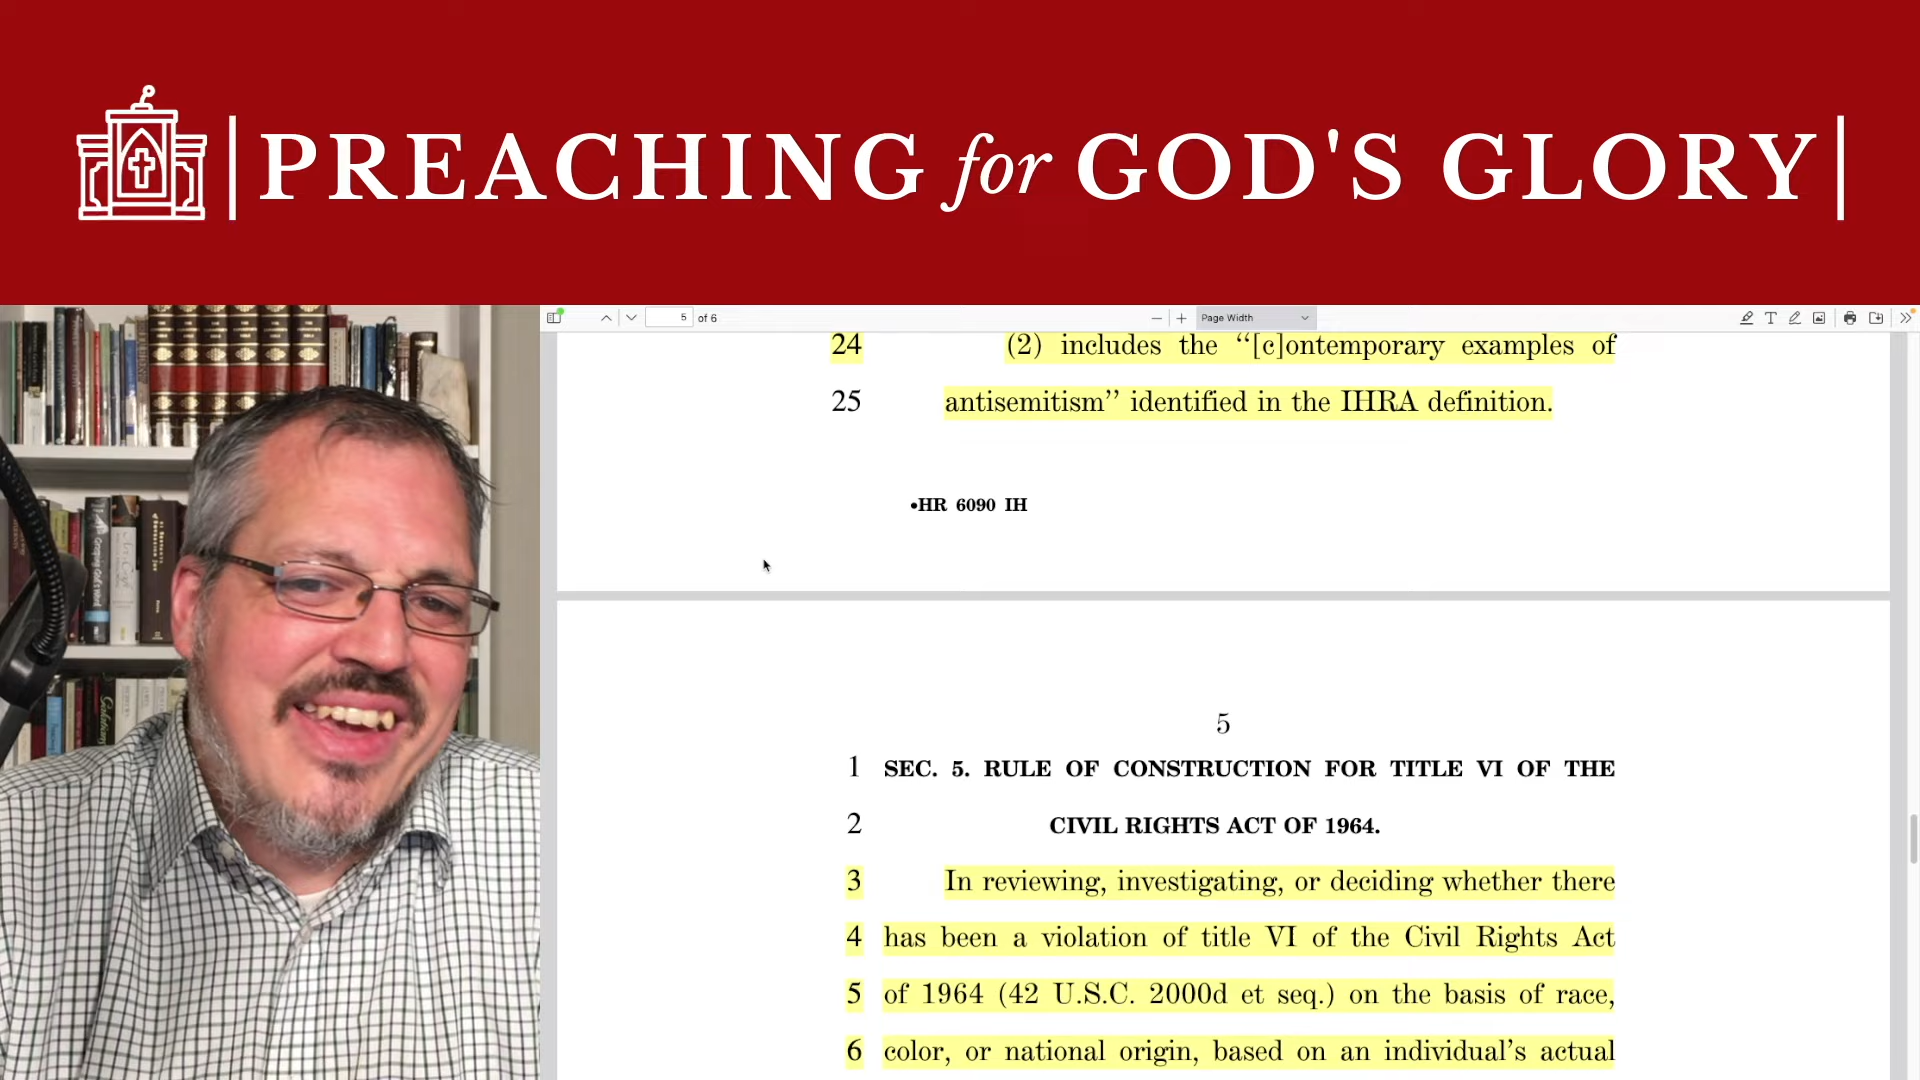 PREACHING for GOD'S GLORY
5 of 6
Page Width
24 (2) includes the ‘‘[c]ontemporary examples of
25 antisemitism’’ identified in the IHRA definition.
•HR 6090 IH
5
1 SEC. 5. RULE OF CONSTRUCTION FOR TITLE VI OF THE
2 CIVIL RIGHTS ACT OF 1964.
3 In reviewing, investigating, or deciding whether there
4 has been a violation of title VI of the Civil Rights Act
5 of 1964 (42 U.S.C. 2000d et seq.) on the basis of race,
6 color, or national origin, based on an individual’s actual